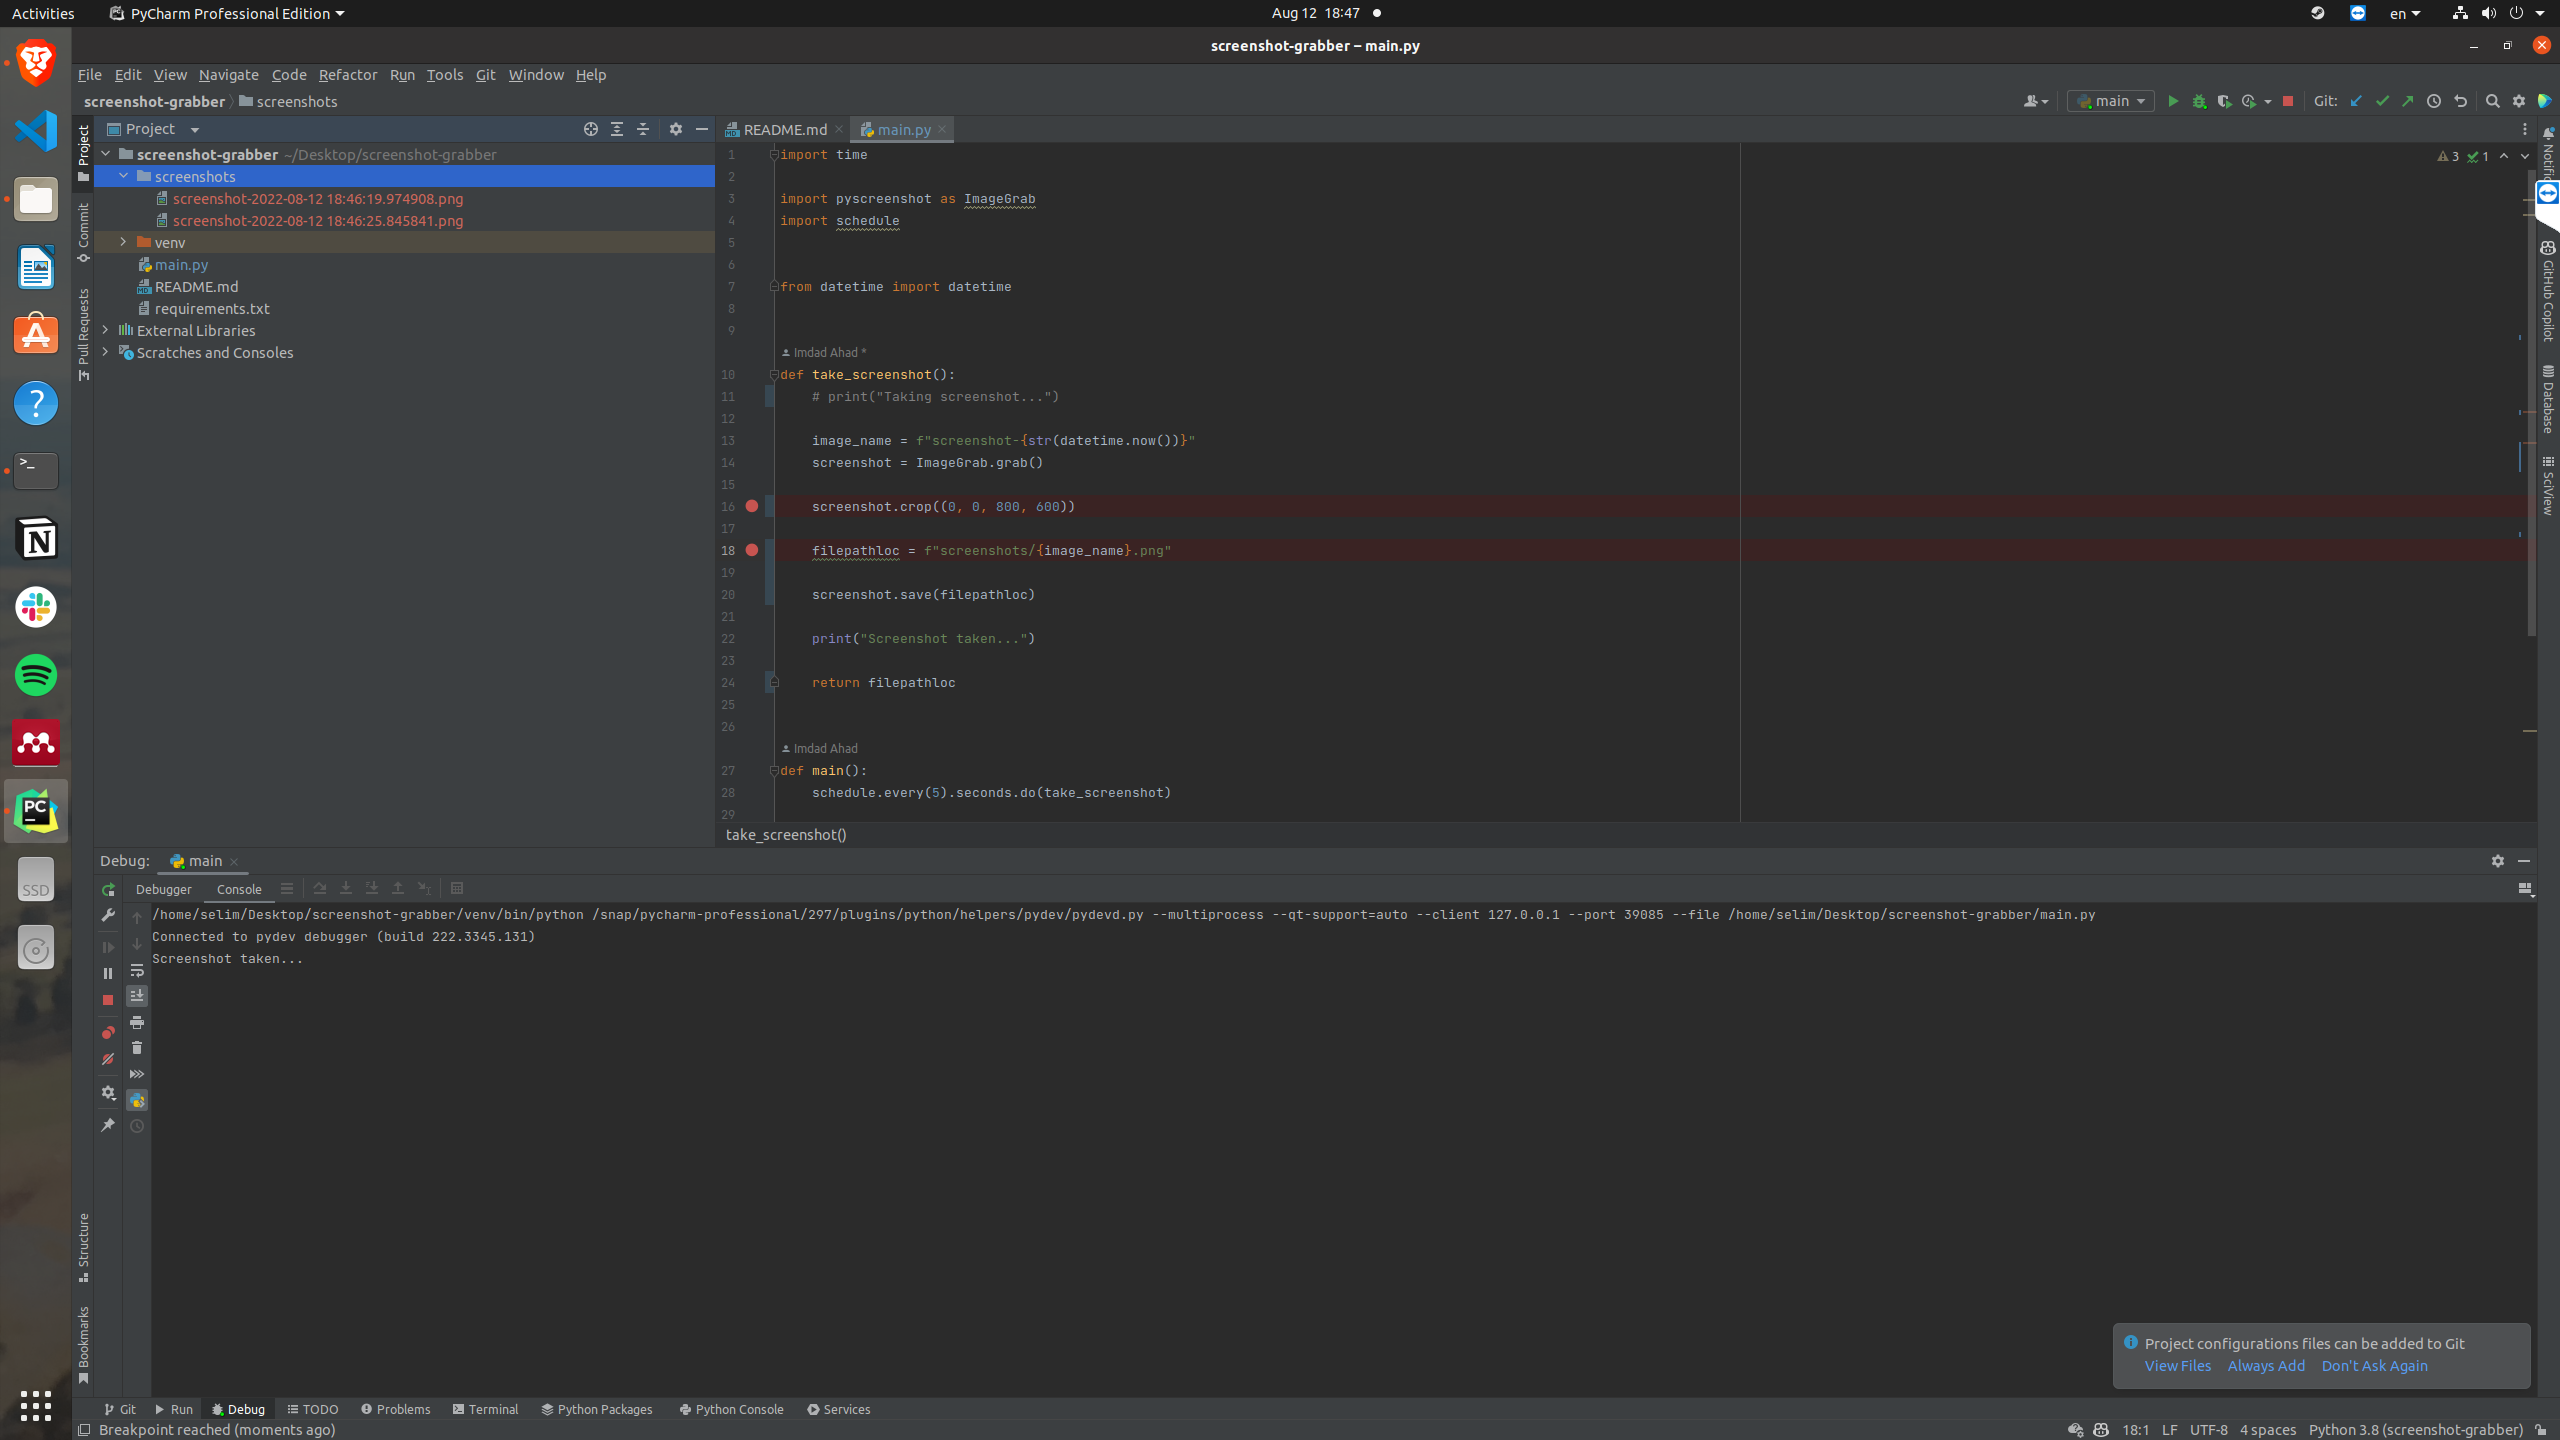 Activities
PyCharm Professional Edition
Aug 12 18:47
en
screenshot-grabber – main.py
File Edit View Navigate Code Refactor Run Tools Git Window Help
screenshot-grabber screenshots
main
Git:
Project
README.md
main.py
screenshot-grabber ~/Desktop/screenshot-grabber
screenshots
screenshot-2022-08-12 18:46:19.974908.png
screenshot-2022-08-12 18:46:25.845841.png
venv
main.py
README.md
requirements.txt
External Libraries
Scratches and Consoles
Project
Commit
Pull Requests
Structure
Bookmarks
3 1
1 import time
2
3 import pyscreenshot as ImageGrab
4 import schedule
5
6
7 from datetime import datetime
8
9
Imdad Ahad *
10 def take_screenshot():
11 # print("Taking screenshot...")
12
13 image_name = f"screenshot-{str(datetime.now())}"
14 screenshot = ImageGrab.grab()
15
16 screenshot.crop((0, 0, 800, 600))
17
18 filepathloc = f"screenshots/{image_name}.png"
19
20 screenshot.save(filepathloc)
21
22 print("Screenshot taken...")
23
24 return filepathloc
25
26
Imdad Ahad
27 def main():
28 schedule.every(5).seconds.do(take_screenshot)
29
take_screenshot()
GitHub Copilot
Database
SciView
Debug: main
Debugger Console
/home/selim/Desktop/screenshot-grabber/venv/bin/python /snap/pycharm-professional/297/plugins/python/helpers/pydev/pydevd.py --multiprocess --qt-support=auto --client 127.0.0.1 --port 39085 --file /home/selim/Desktop/screenshot-grabber/main.py
Connected to pydev debugger (build 222.3345.131)
Screenshot taken...
SSD
PC
Project configurations files can be added to Git
View Files Always Add Don't Ask Again
Git Run Debug TODO Problems Terminal Python Packages Python Console Services
Breakpoint reached (moments ago)
18:1 LF UTF-8 4 spaces Python 3.8 (screenshot-grabber)